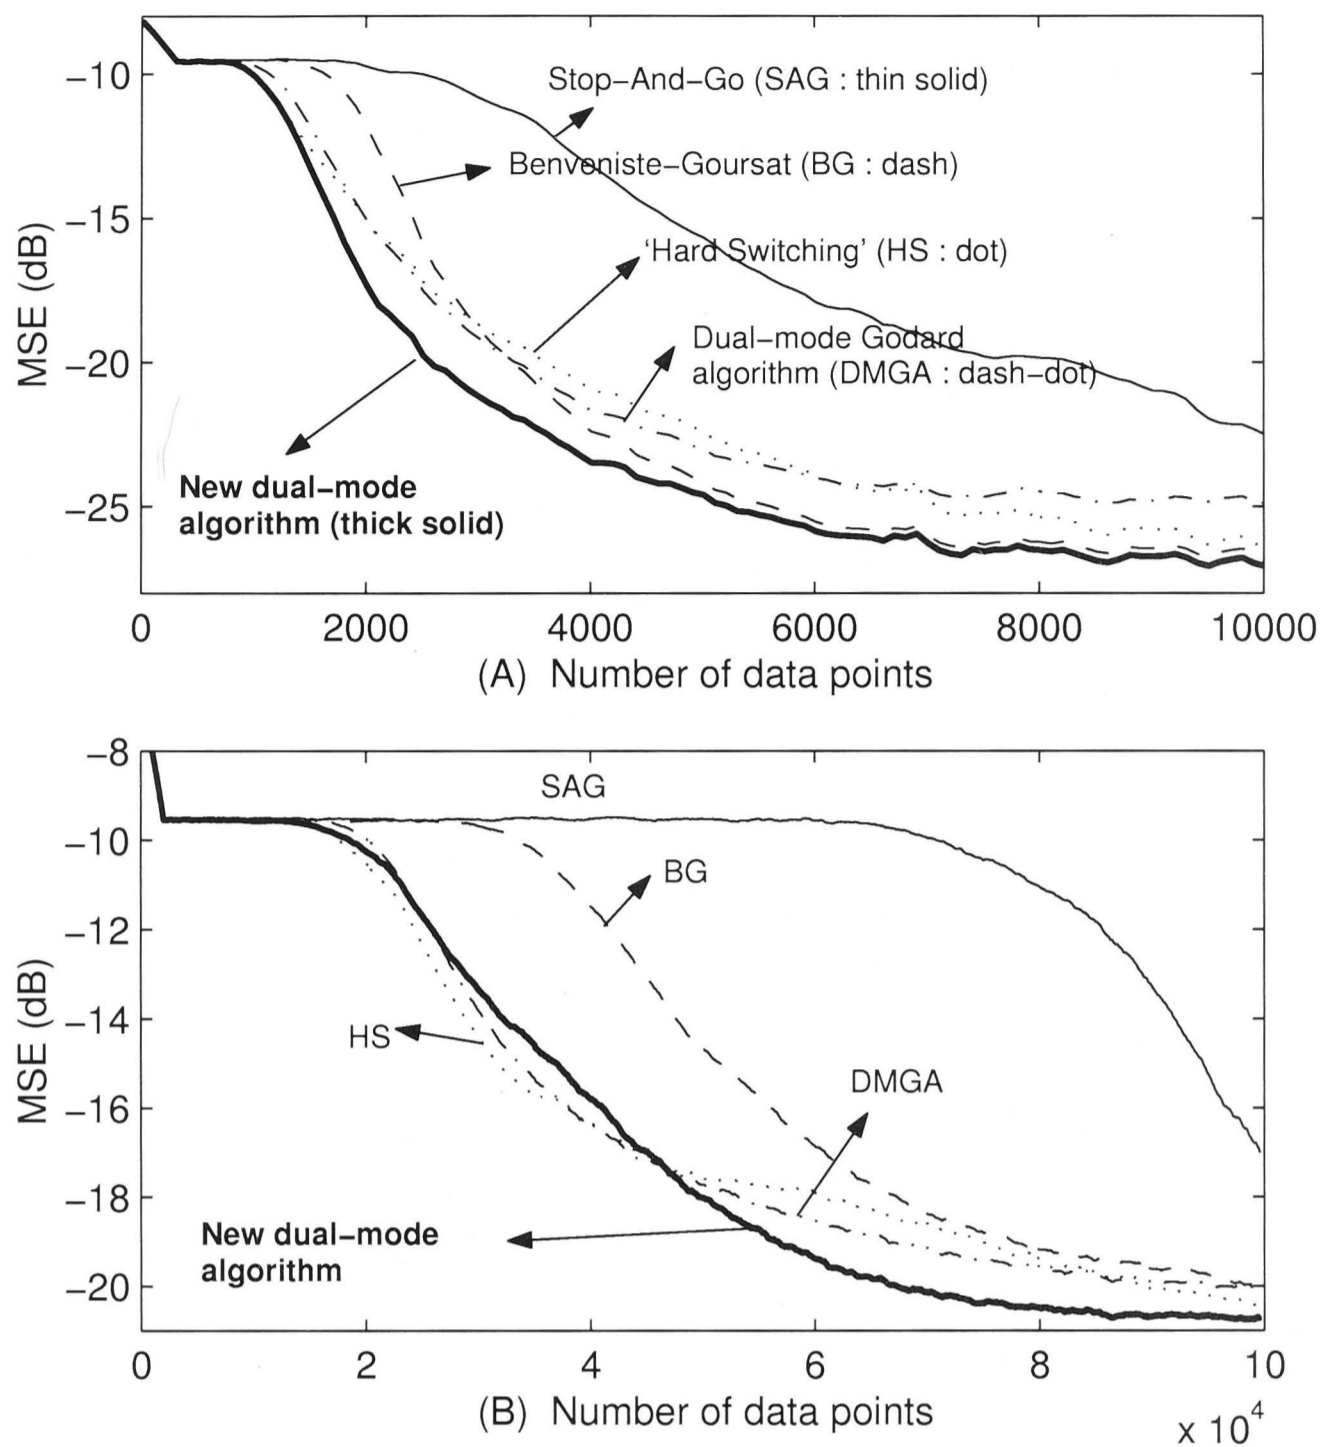 −10
−15
−20
−25
MSE (dB)
Stop−And−Go (SAG : thin solid)
Benveniste−Goursat (BG : dash)
‘Hard Switching’ (HS : dot)
Dual−mode Godard
algorithm (DMGA : dash−dot)
New dual−mode
algorithm (thick solid)
0 2000 4000 6000 8000 10000
(A) Number of data points
−8
−10
−12
−14
−16
−18
−20
MSE (dB)
SAG
BG
HS
DMGA
New dual−mode
algorithm
0 2 4 6 8 10
(B) Number of data points
x 10⁴